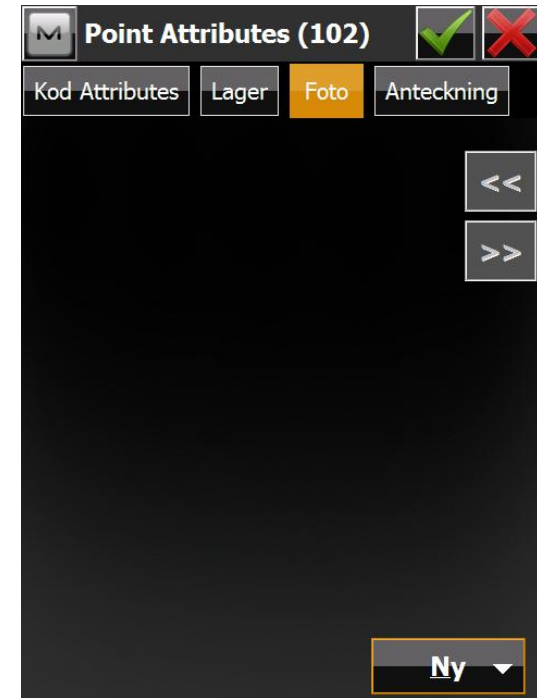 M Point Attributes (102)
Kod Attributes Lager Foto Anteckning
<<
>>
Ny